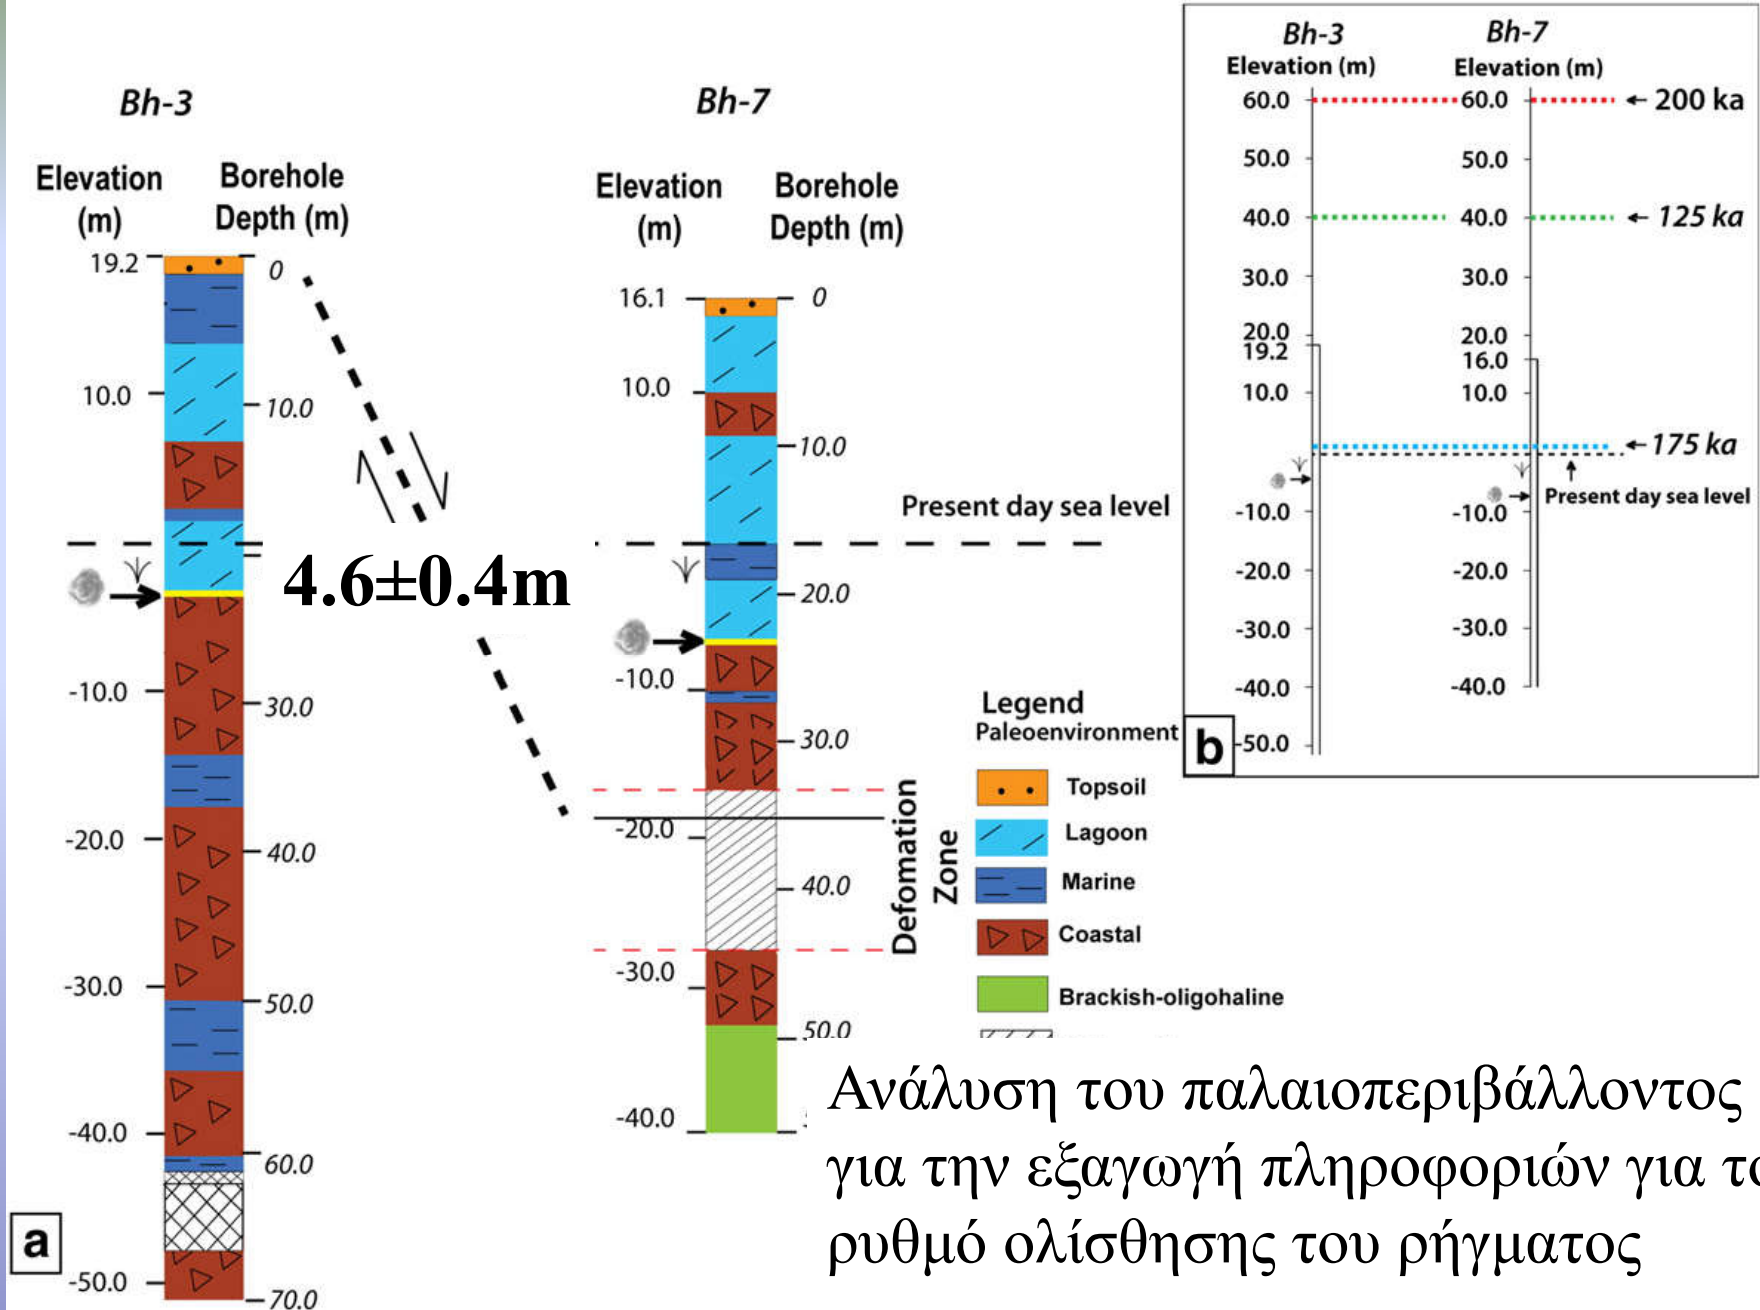 Bh-3
Elevation
(m)
Borehole
Depth (m)
19.2
10.0
-10.0
-20.0
-30.0
-40.0
-50.0
0
10.0
30.0
40.0
50.0
60.0
70.0
a
4.6±0.4m
Bh-7
Elevation
(m)
Borehole
Depth (m)
16.1
10.0
-10.0
-20.0
-30.0
-40.0
0
10.0
20.0
30.0
40.0
50.0
Present day sea level
Defomation
Zone
Legend
Paleoenvironment
Topsoil
Lagoon
Marine
Coastal
Brackish-oligohaline
Bh-3
Elevation (m)
60.0
50.0
40.0
30.0
20.0
19.2
10.0
-10.0
-20.0
-30.0
-40.0
-50.0
Bh-7
Elevation (m)
60.0
50.0
40.0
30.0
20.0
16.0
10.0
-10.0
-20.0
-30.0
-40.0
200 ka
125 ka
175 ka
Present day sea level
b
Ανάλυση του παλαιοπεριβάλλοντος
για την εξαγωγή πληροφοριών για το
ρυθμό ολίσθησης του ρήγματος